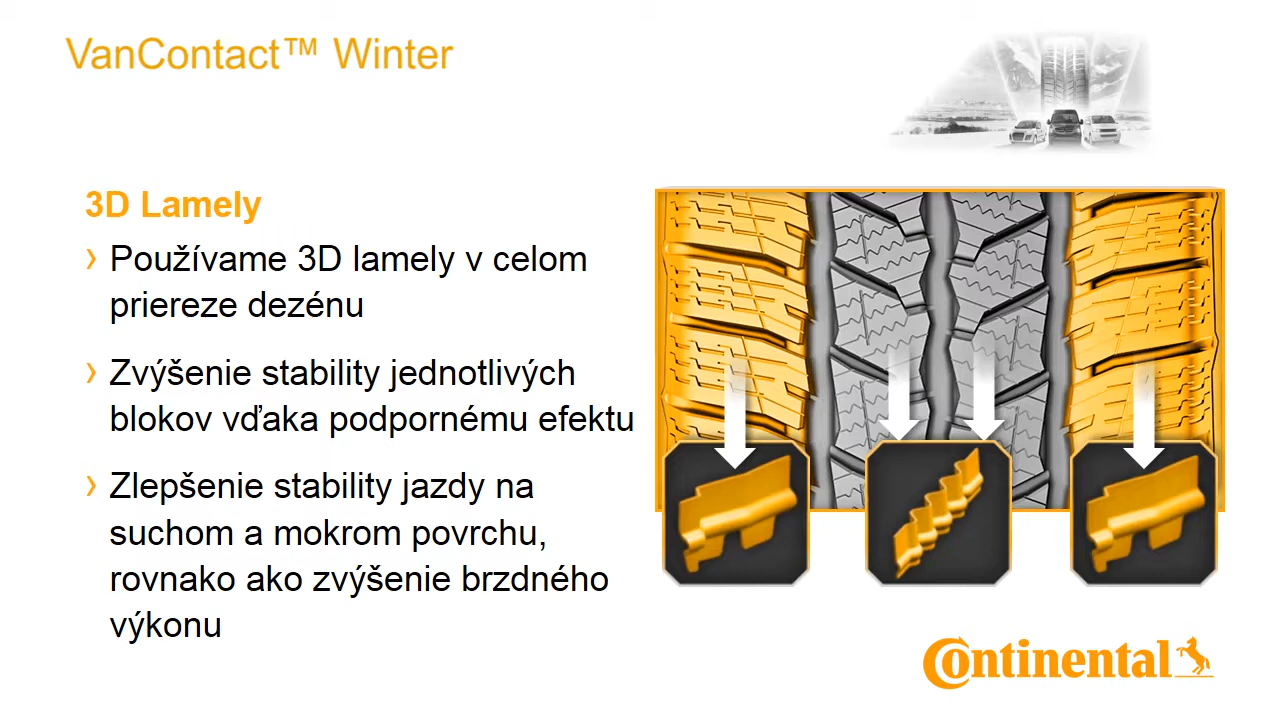 VanContact™ Winter
3D Lamely
› Používame 3D lamely v celom
priereze dezénu
› Zvýšenie stability jednotlivých
blokov vďaka podpornému efektu
› Zlepšenie stability jazdy na
suchom a mokrom povrchu,
rovnako ako zvýšenie brzdného
výkonu
Continental